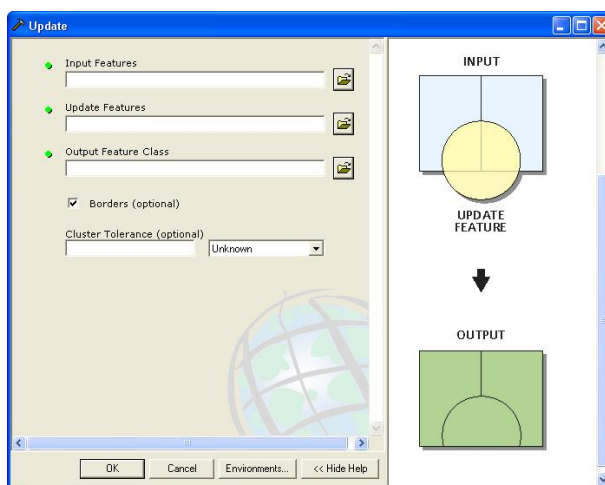 Update
Input Features
Update Features
Output Feature Class
Borders (optional)
Cluster Tolerance (optional)
Unknown
OK
Cancel
Environments...
<< Hide Help
INPUT
UPDATE
FEATURE
OUTPUT